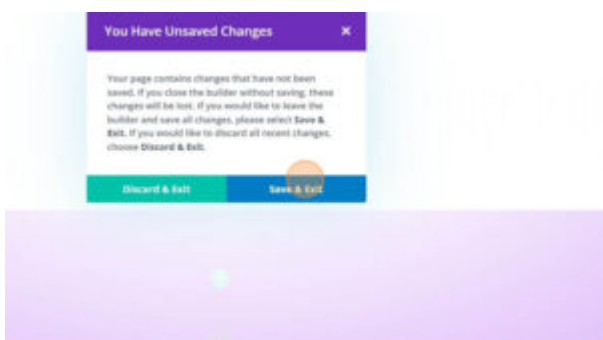 You Have Unsaved Changes ×
Your page contains changes that have not been
saved. If you close the builder without saving, these
changes will be lost. If you would like to leave the
builder and save all changes, please select Save &
Exit. If you would like to discard all recent changes,
choose Discard & Exit.
Discard & Exit Save & Exit